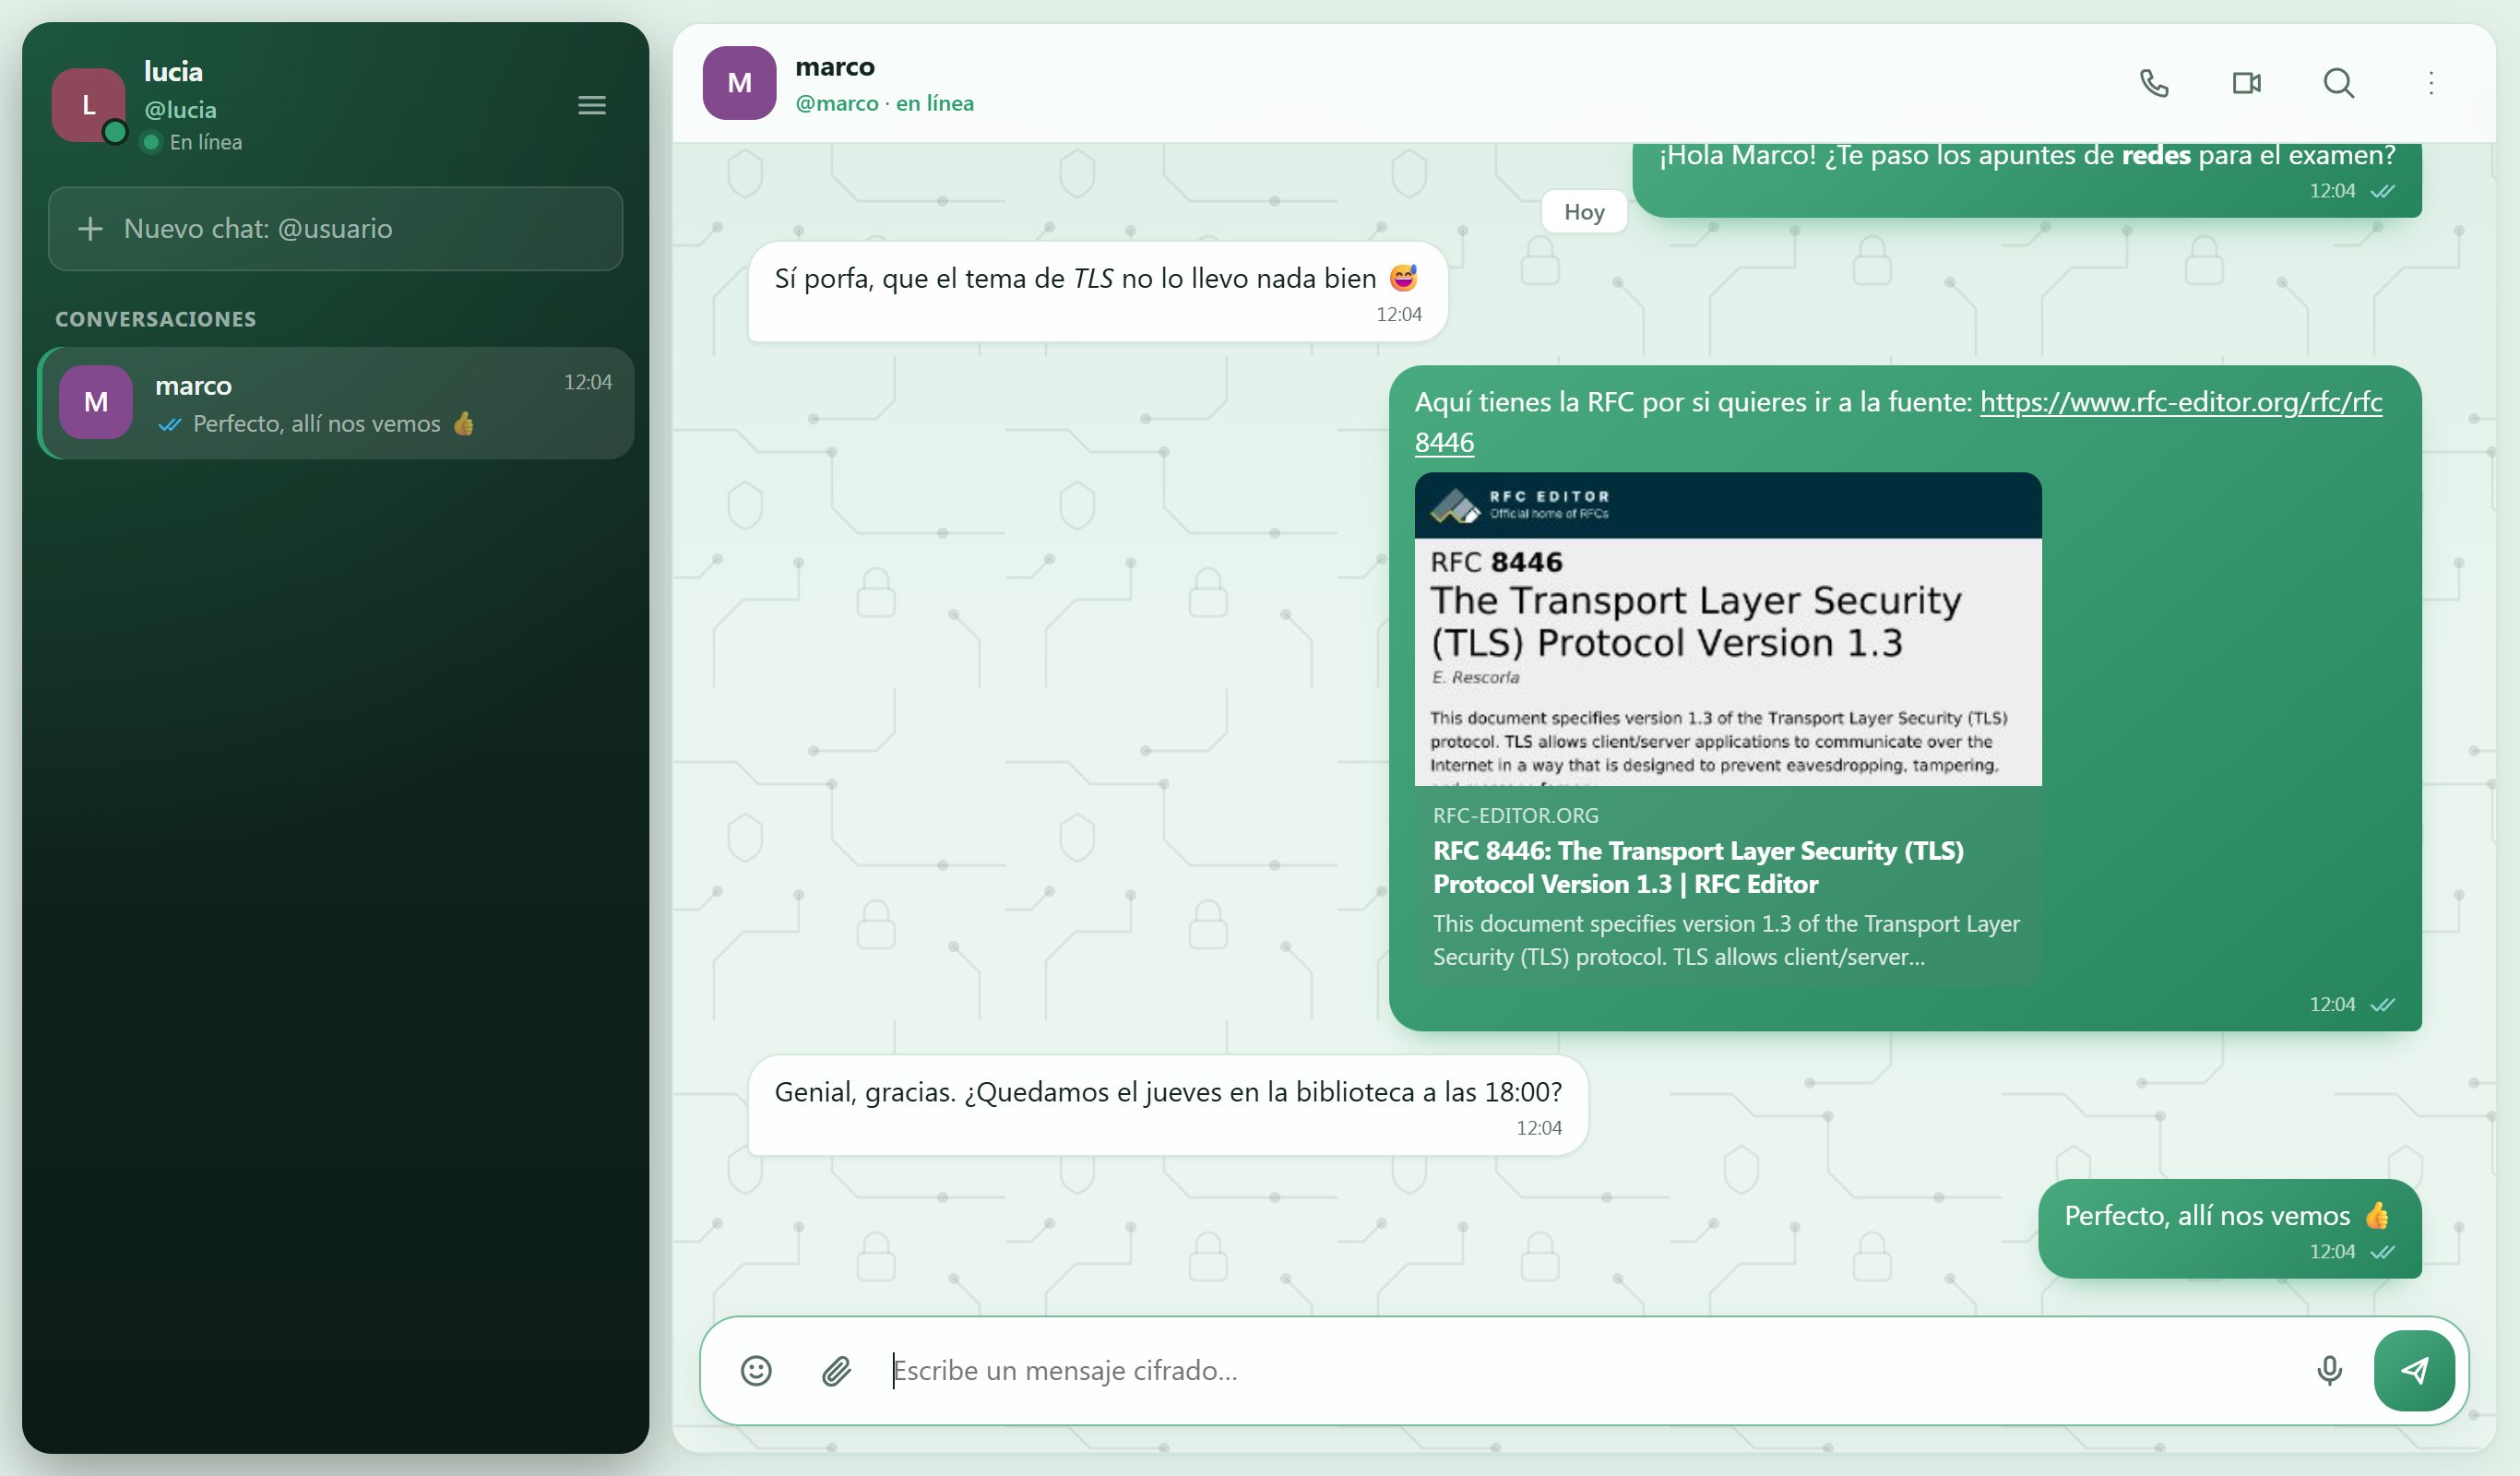 lucia
@lucia
En línea
L
Nuevo chat: @usuario
CONVERSACIONES
M
marco
12:04
Perfecto, allí nos vemos 👍
M
marco
@marco · en línea
¡Hola Marco! ¿Te paso los apuntes de redes para el examen?
12:04
Hoy
Sí porfa, que el tema de TLS no lo llevo nada bien 😅
12:04
Aquí tienes la RFC por si quieres ir a la fuente: https://www.rfc-editor.org/rfc/rfc
8446
RFC EDITOR
Official home of RFCs
RFC 8446
The Transport Layer Security
(TLS) Protocol Version 1.3
E. Rescorla
This document specifies version 1.3 of the Transport Layer Security (TLS)
protocol. TLS allows client/server applications to communicate over the
Internet in a way that is designed to prevent eavesdropping, tampering,
RFC-EDITOR.ORG
RFC 8446: The Transport Layer Security (TLS)
Protocol Version 1.3 | RFC Editor
This document specifies version 1.3 of the Transport Layer
Security (TLS) protocol. TLS allows client/server...
12:04
Genial, gracias. ¿Quedamos el jueves en la biblioteca a las 18:00?
12:04
Perfecto, allí nos vemos 👍
12:04
Escribe un mensaje cifrado...